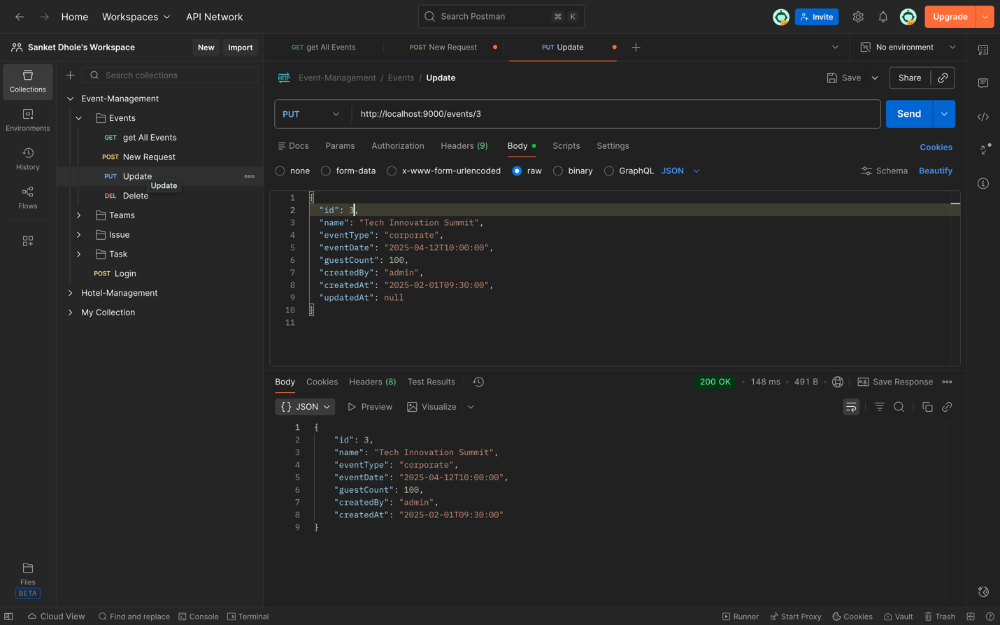 Home Workspaces API Network Search Postman ⌘ K Invite Upgrade
Sanket Dhole's Workspace New Import
GET get All Events POST New Request PUT Update No environment
Collections
Environments
History
Flows
Files
BETA
Search collections
Event-Management
Events
GET get All Events
POST New Request
PUT Update
Update
DEL Delete
Teams
Issue
Task
POST Login
Hotel-Management
My Collection
HTTP Event-Management / Events / Update Save Share
PUT http://localhost:9000/events/3 Send
Docs Params Authorization Headers (9) Body Scripts Settings Cookies
none form-data x-www-form-urlencoded raw binary GraphQL JSON Schema Beautify
1 {
2 "id": 3,
3 "name": "Tech Innovation Summit",
4 "eventType": "corporate",
5 "eventDate": "2025-04-12T10:00:00",
6 "guestCount": 100,
7 "createdBy": "admin",
8 "createdAt": "2025-02-01T09:30:00",
9 "updatedAt": null
10 }
11
Body Cookies Headers (8) Test Results 200 OK • 148 ms • 491 B e.g. Save Response
{} JSON Preview Visualize
1 {
2 "id": 3,
3 "name": "Tech Innovation Summit",
4 "eventType": "corporate",
5 "eventDate": "2025-04-12T10:00:00",
6 "guestCount": 100,
7 "createdBy": "admin",
8 "createdAt": "2025-02-01T09:30:00"
9 }
Cloud View Find and replace Console Terminal Runner Start Proxy Cookies Vault Trash